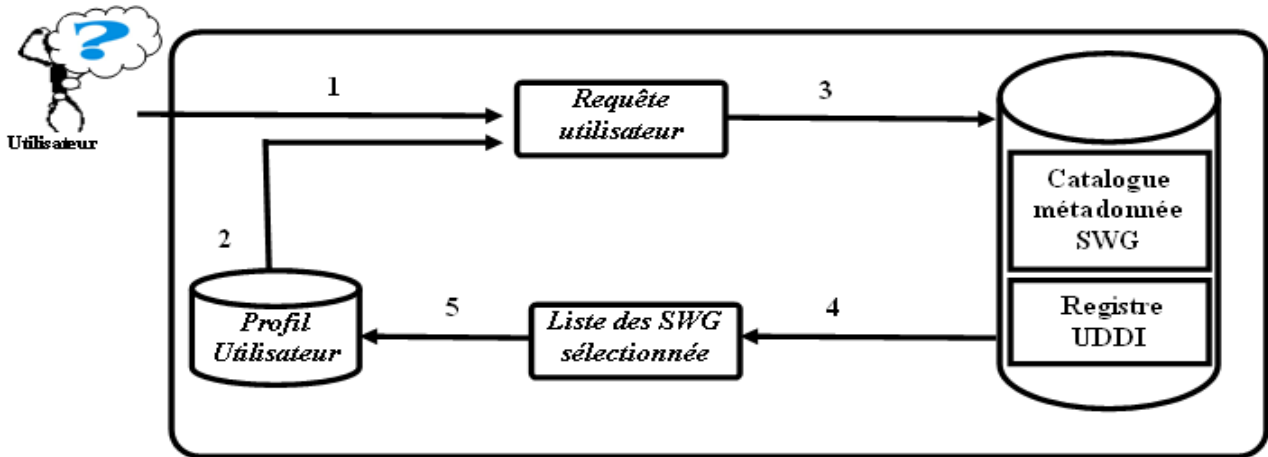 ?
Utilisateur
1
Requête
utilisateur
3
Catalogue
métadonnée
SWG
Registre
UDDI
2
Profil
Utilisateur
5
Liste des SWG
sélectionnée
4